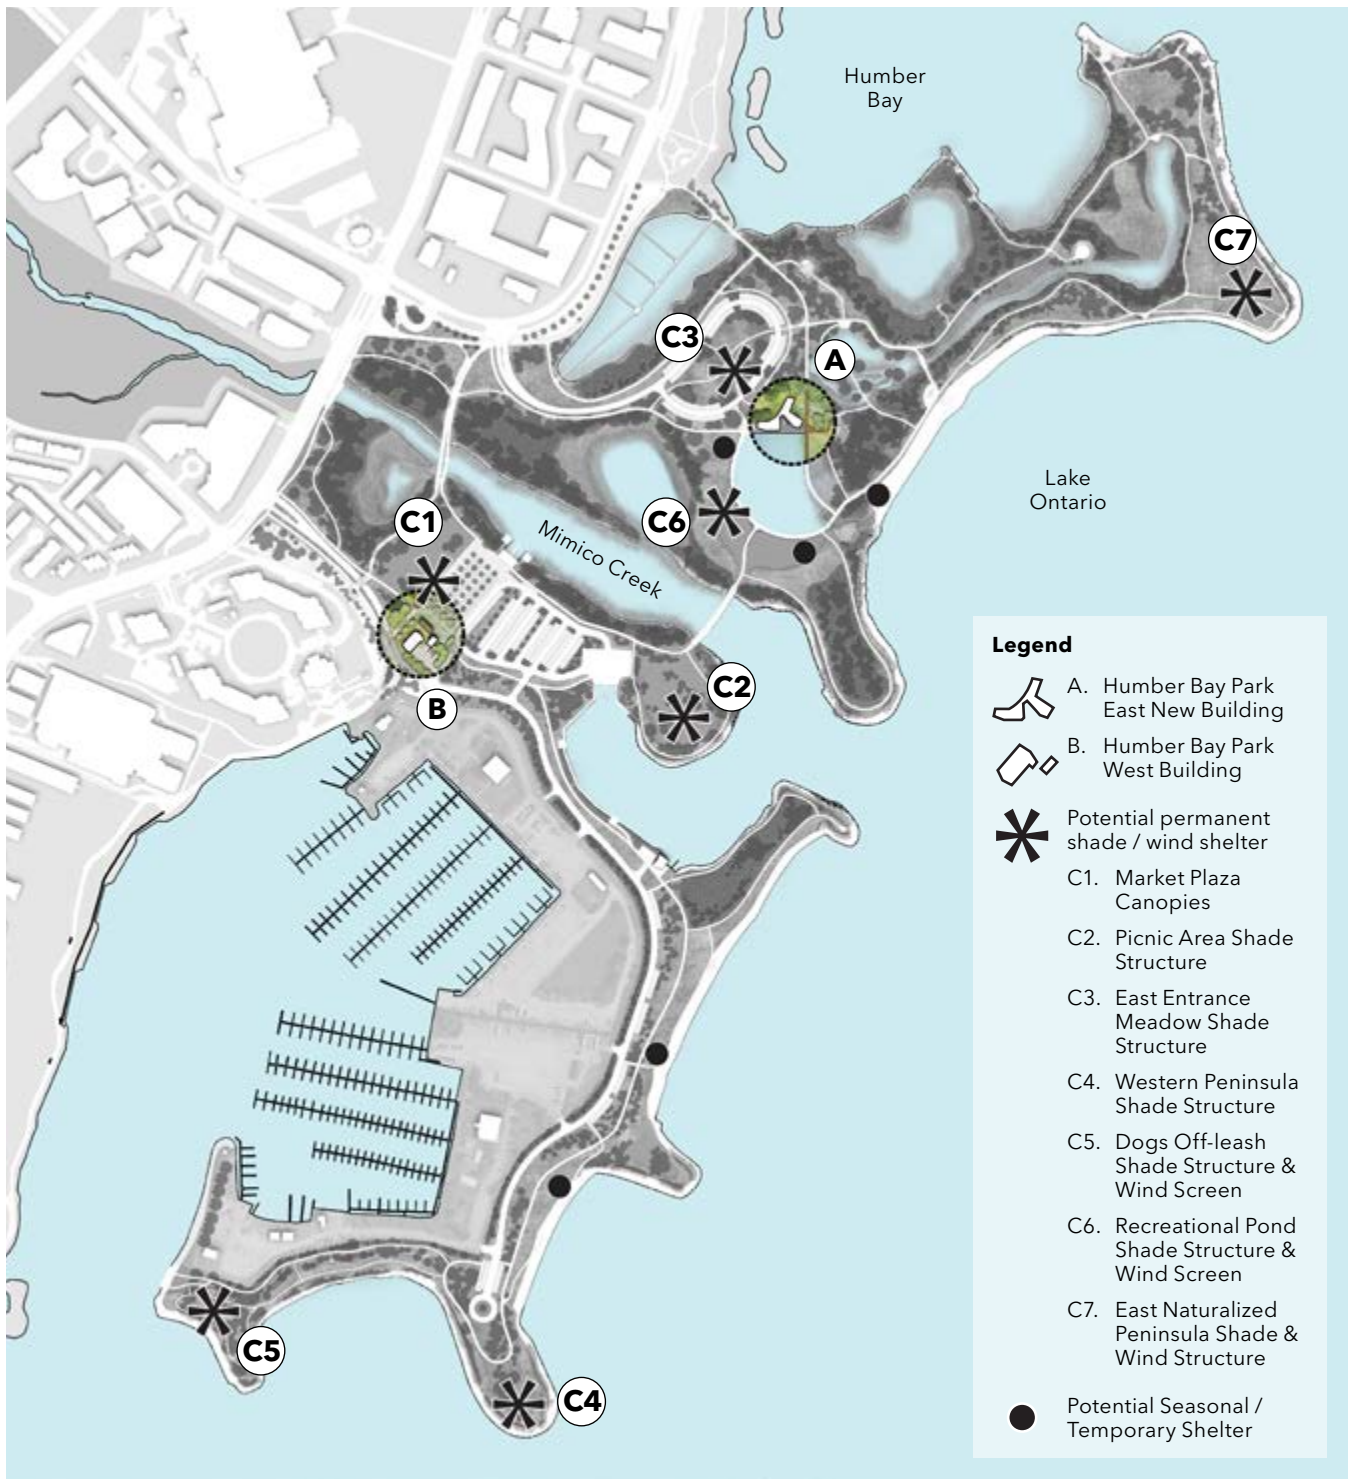 Humber
Bay
C7
C3
A
Lake
Ontario
C1
C6
Mimico Creek
C2
B
C5
C4
Legend
A. Humber Bay Park
East New Building
B. Humber Bay Park
West Building
Potential permanent
shade / wind shelter
C1. Market Plaza
Canopies
C2. Picnic Area Shade
Structure
C3. East Entrance
Meadow Shade
Structure
C4. Western Peninsula
Shade Structure
C5. Dogs Off-leash
Shade Structure &
Wind Screen
C6. Recreational Pond
Shade Structure &
Wind Screen
C7. East Naturalized
Peninsula Shade &
Wind Structure
Potential Seasonal /
Temporary Shelter